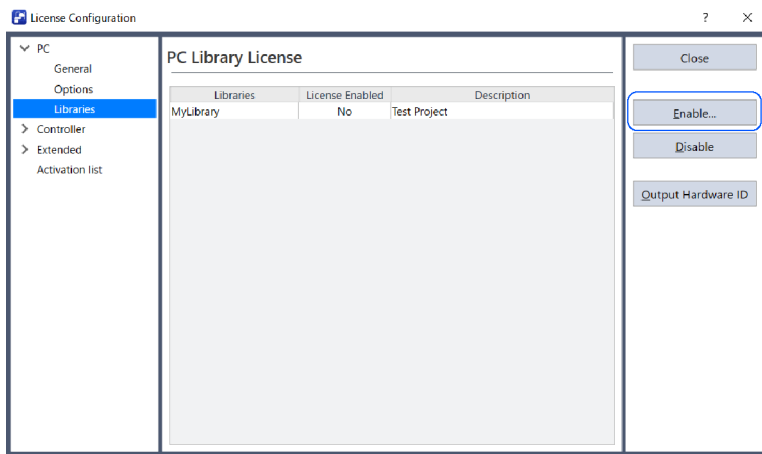 License Configuration
?
PC
General
Options
Libraries
Controller
Extended
Activation list
PC Library License
Libraries License Enabled Description
MyLibrary No Test Project
Close
Enable...
Disable
Output Hardware ID